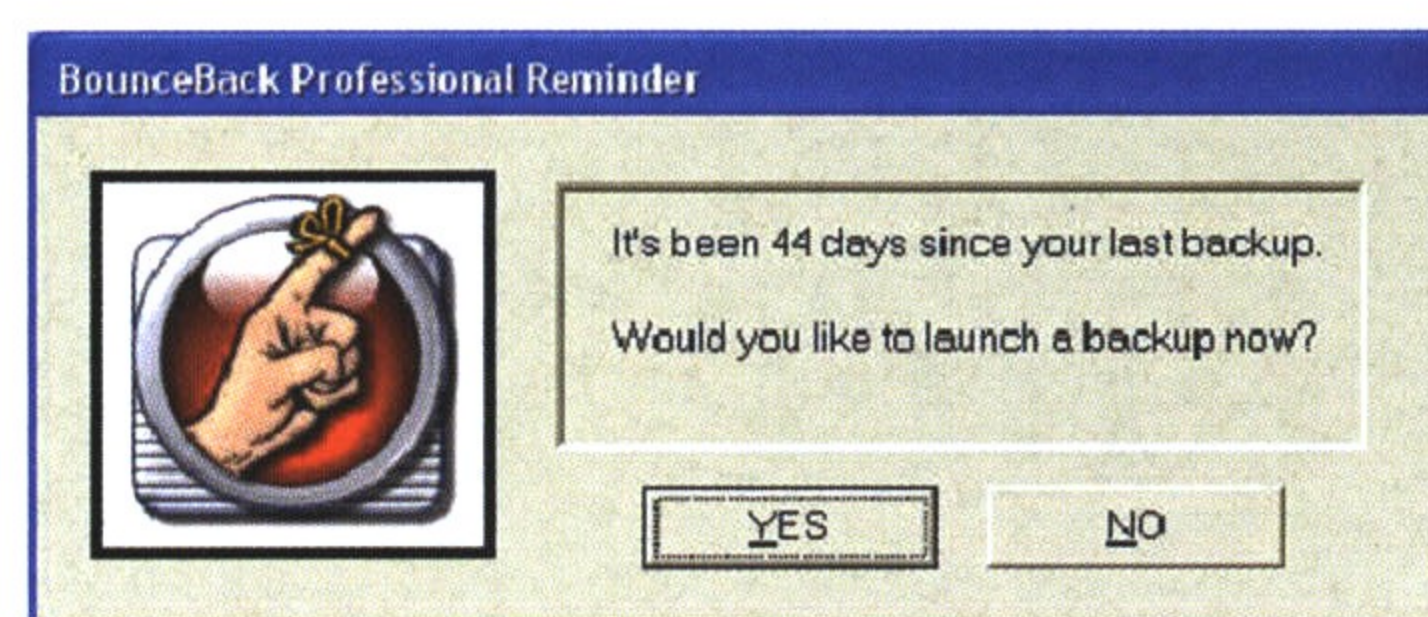 BounceBack Professional Reminder
It's been 44 days since your last backup.
Would you like to launch a backup now?
YES
NO